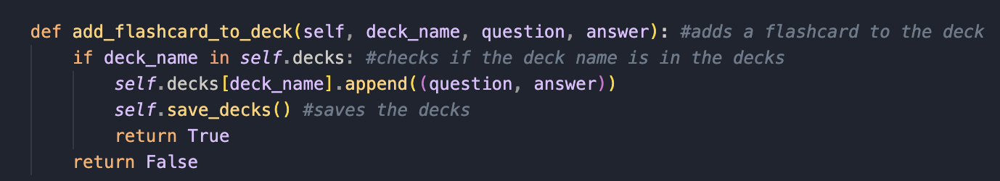 def add_flashcard_to_deck(self, deck_name, question, answer): #adds a flashcard to the deck
    if deck_name in self.decks: #checks if the deck name is in the decks
        self.decks[deck_name].append((question, answer))
        self.save_decks() #saves the decks
        return True
    return False